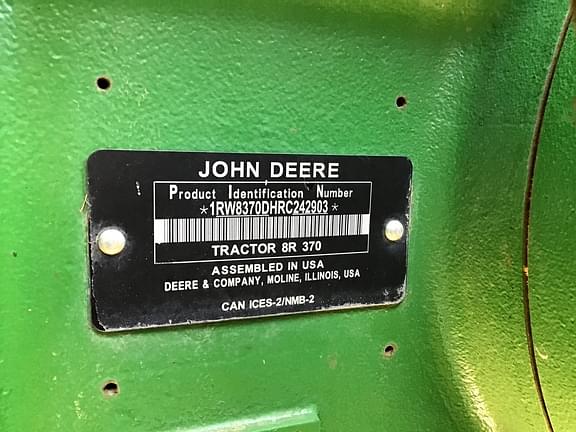 JOHN DEERE
Product Identification Number
*1RW8370DHRC242903*
TRACTOR 8R 370
ASSEMBLED IN USA
DEERE & COMPANY, MOLINE, ILLINOIS, USA
CAN ICES-2/NMB-2